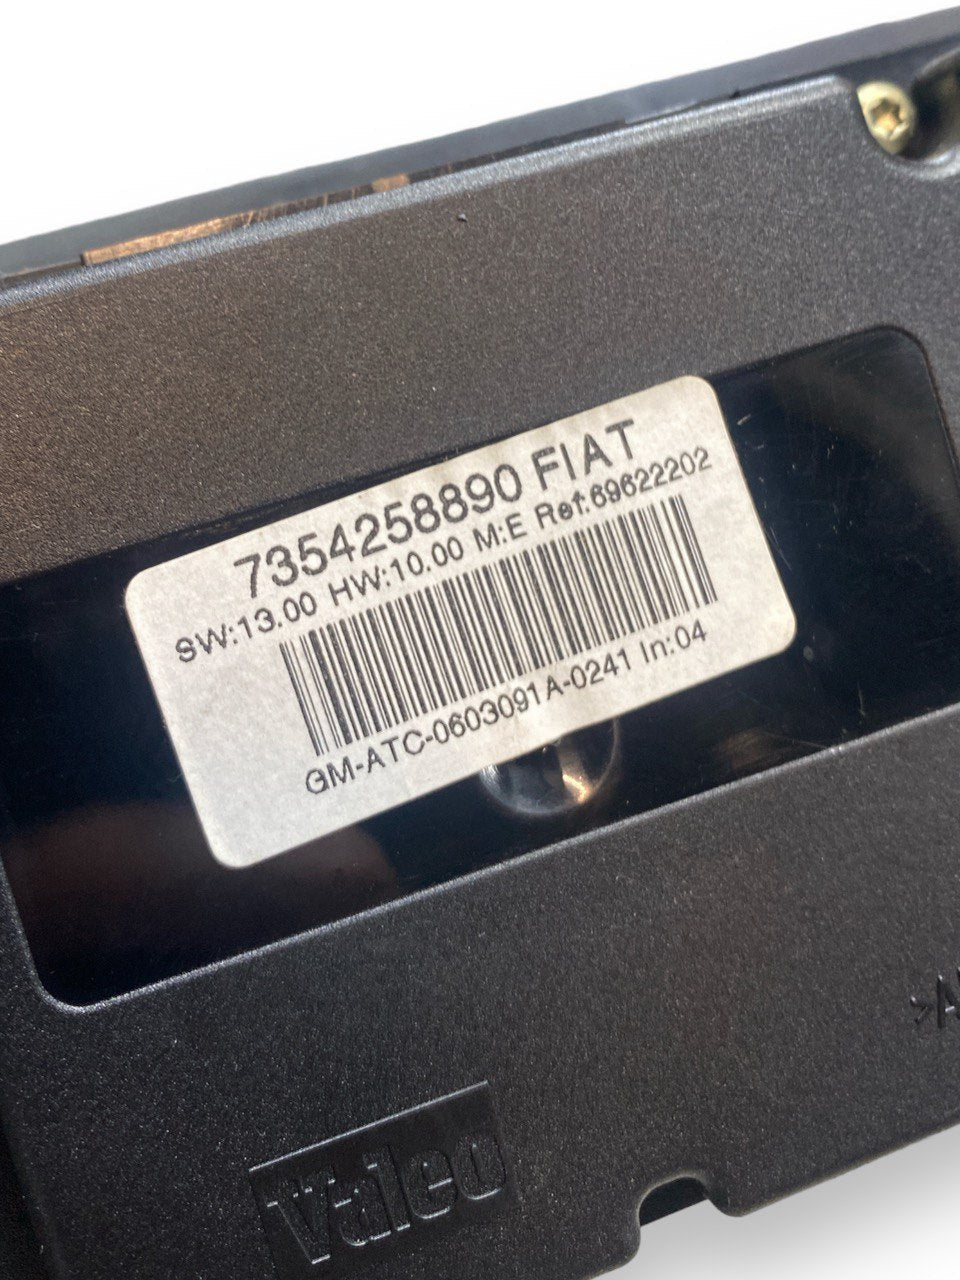 7354258890 FIAT
SW:13.00 HW:10.00 M:E Ref:69622202
GM-ATC-0603091A-0241 In:04
>A
Valeo